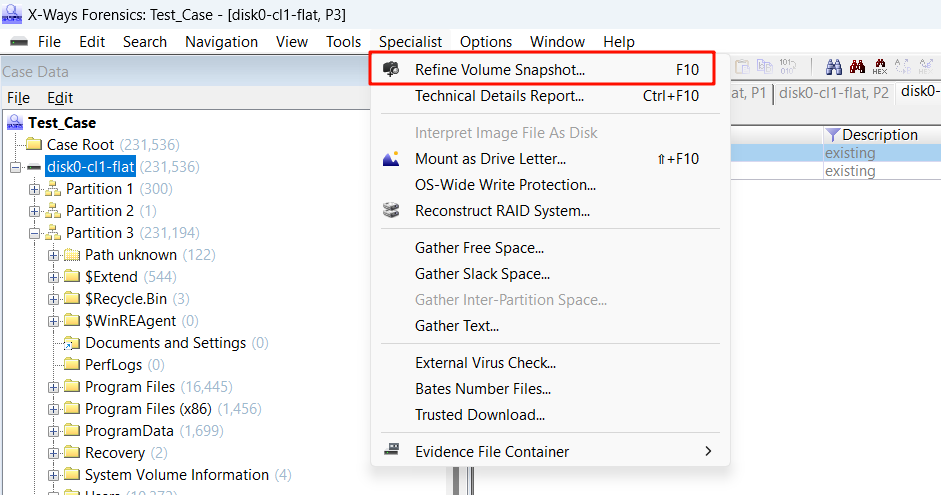 X-Ways Forensics: Test_Case - [disk0-cl1-flat, P3]
File Edit Search Navigation View Tools Specialist Options Window Help
Case Data
File Edit
Test_Case
Case Root (231,536)
disk0-cl1-flat (231,536)
Partition 1 (300)
Partition 2 (1)
Partition 3 (231,194)
Path unknown (122)
$Extend (544)
$Recycle.Bin (3)
$WinREAgent (0)
Documents and Settings (0)
PerfLogs (0)
Program Files (16,445)
Program Files (x86) (1,456)
ProgramData (1,699)
Recovery (2)
System Volume Information (4)
Refine Volume Snapshot... F10
Technical Details Report... Ctrl+F10
Interpret Image File As Disk
Mount as Drive Letter... ⇧+F10
OS-Wide Write Protection...
Reconstruct RAID System...
Gather Free Space...
Gather Slack Space...
Gather Inter-Partition Space...
Gather Text...
External Virus Check...
Bates Number Files...
Trusted Download...
Evidence File Container
HEX
at, P1 disk0-cl1-flat, P2 disk0-
Description
existing
existing